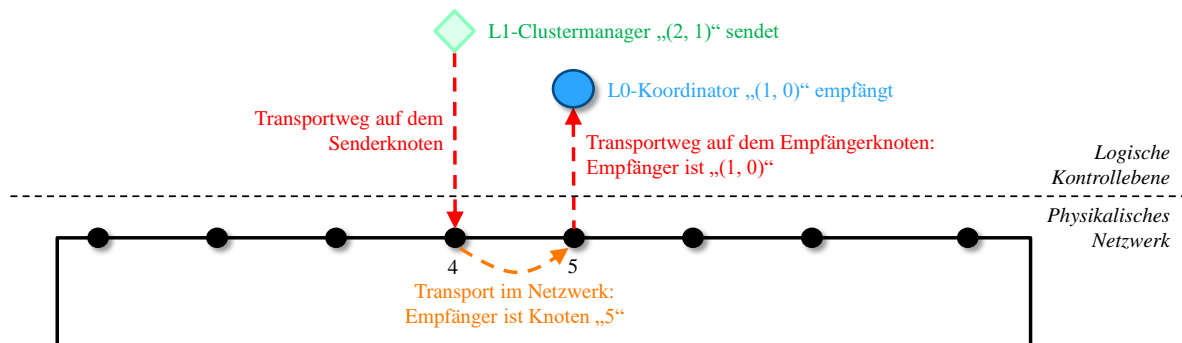 L1-Clustermanager „(2, 1)“ sendet
L0-Koordinator „(1, 0)“ empfängt
Transportweg auf dem
Senderknoten
Transportweg auf dem Empfängerknoten:
Empfänger ist „(1, 0)“
Logische
Kontrollebene
Physikalisches
Netzwerk
4
5
Transport im Netzwerk:
Empfänger ist Knoten „5“